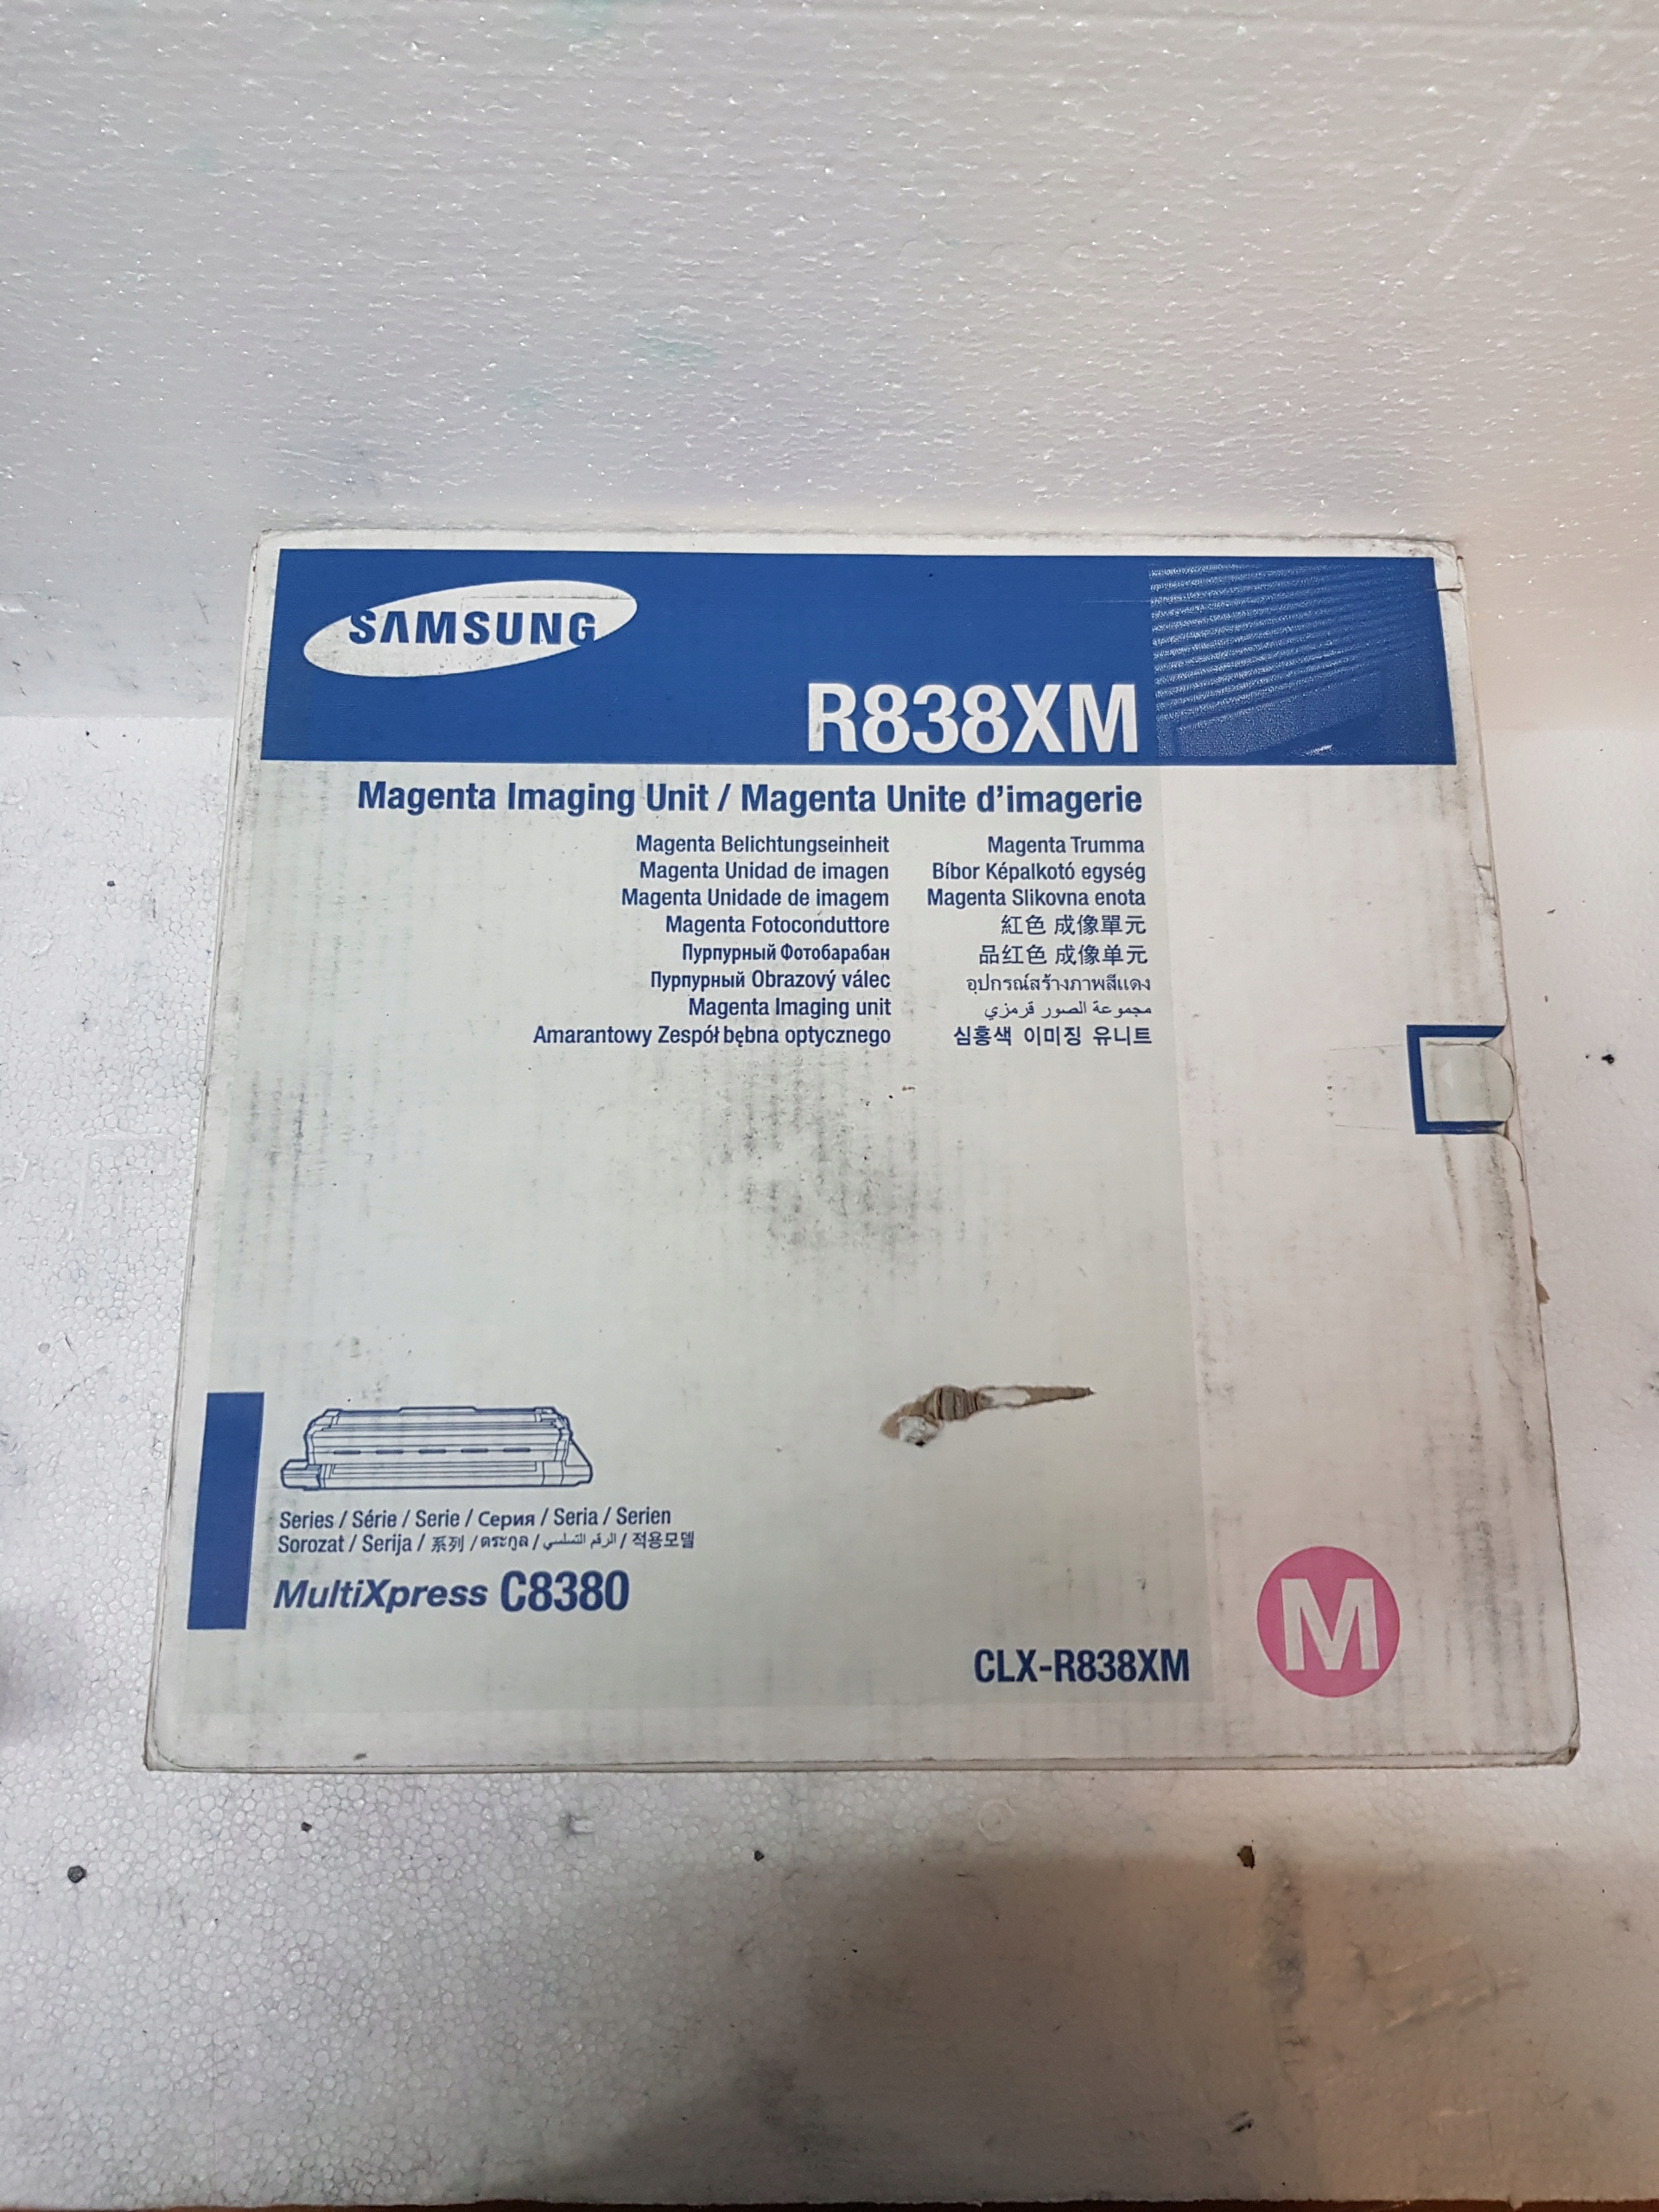 SAMSUNG
R838XM
Magenta Imaging Unit / Magenta Unite d'imagerie
Magenta Belichtungseinheit
Magenta Unidad de imagen
Magenta Unidade de imagem
Magenta Fotoconduttore
Пурпурный Фотобарабан
Пурпурный Obrazový válec
Magenta Imaging unit
Amarantowy Zespół bębna optycznego
Magenta Trumma
Bíbor Képalkotó egység
Magenta Slikovna enota
紅色 成像單元
品红色 成像单元
อุปกรณ์สร้างภาพสีแดง
مجموعة الصور قرمزي
심홍색 이미징 유니트
Series / Série / Serie / Серия / Seria / Serien
Sorozat / Serija / 系列 / ตระกูล / الرقم التسلسي / 적용모델
MultiXpress C8380
CLX-R838XM
M